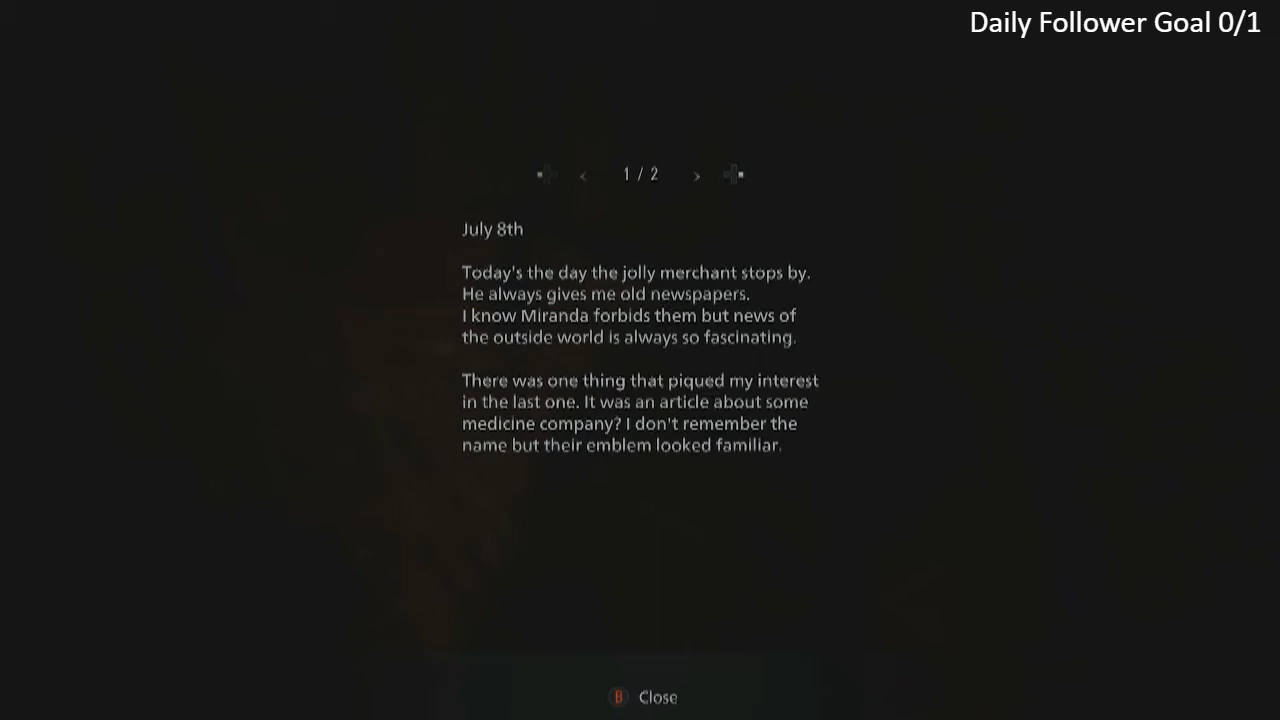 Daily Follower Goal 0/1
< 1 / 2 >
July 8th
Today's the day the jolly merchant stops by.
He always gives me old newspapers.
I know Miranda forbids them but news of
the outside world is always so fascinating.
There was one thing that piqued my interest
in the last one. It was an article about some
medicine company? I don't remember the
name but their emblem looked familiar.
B Close